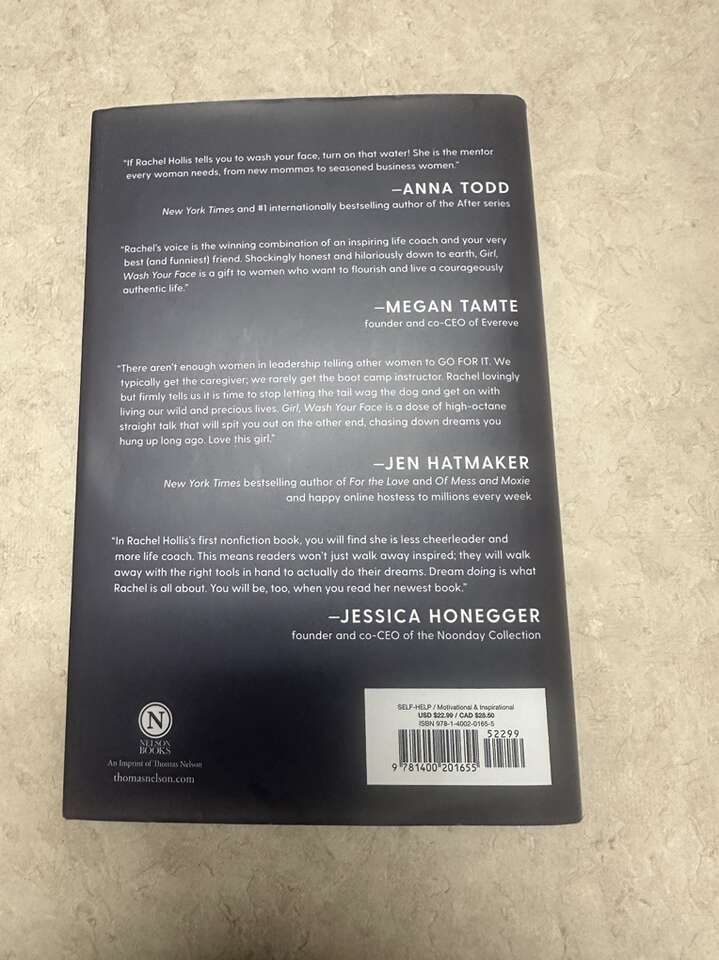 "If Rachel Hollis tells you to wash your face, turn on that water! She is the mentor
every woman needs, from new mommas to seasoned business women."
—ANNA TODD
New York Times and #1 internationally bestselling author of the After series
"Rachel's voice is the winning combination of an inspiring life coach and your very
best (and funniest) friend. Shockingly honest and hilariously down to earth, Girl,
Wash Your Face is a gift to women who want to flourish and live a courageously
authentic life."
—MEGAN TAMTE
founder and co-CEO of Evereve
"There aren't enough women in leadership telling other women to GO FOR IT. We
typically get the caregiver; we rarely get the boot camp instructor. Rachel lovingly
but firmly tells us it is time to stop letting the tail wag the dog and get on with
living our wild and precious lives. Girl, Wash Your Face is a dose of high-octane
straight talk that will spit you out on the other end, chasing down dreams you
hung up long ago. Love this girl."
—JEN HATMAKER
New York Times bestselling author of For the Love and Of Mess and Moxie
and happy online hostess to millions every week
"In Rachel Hollis's first nonfiction book, you will find she is less cheerleader and
more life coach. This means readers won't just walk away inspired; they will walk
away with the right tools in hand to actually do their dreams. Dream doing is what
Rachel is all about. You will be, too, when you read her newest book."
—JESSICA HONEGGER
founder and co-CEO of the Noonday Collection
N
NELSON
BOOKS
An Imprint of Thomas Nelson
thomasnelson.com
SELF-HELP / Motivational & Inspirational
USD $22.99 / CAD $28.50
ISBN 978-1-4002-0165-5
52299
9 781400 201655